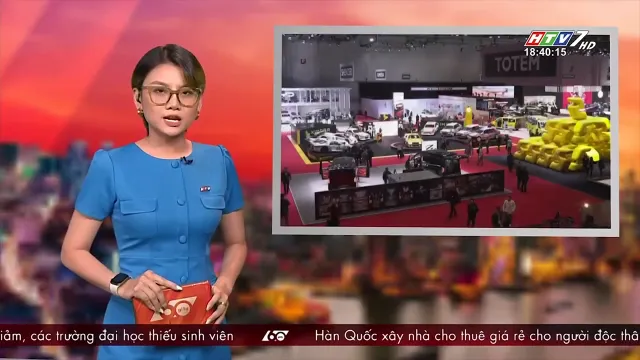 HTV7 HD
18:40:15
TOTEM
iảm, các trường đại học thiếu sinh viên 60 Hàn Quốc xây nhà cho thuê giá rẻ cho người độc thâ